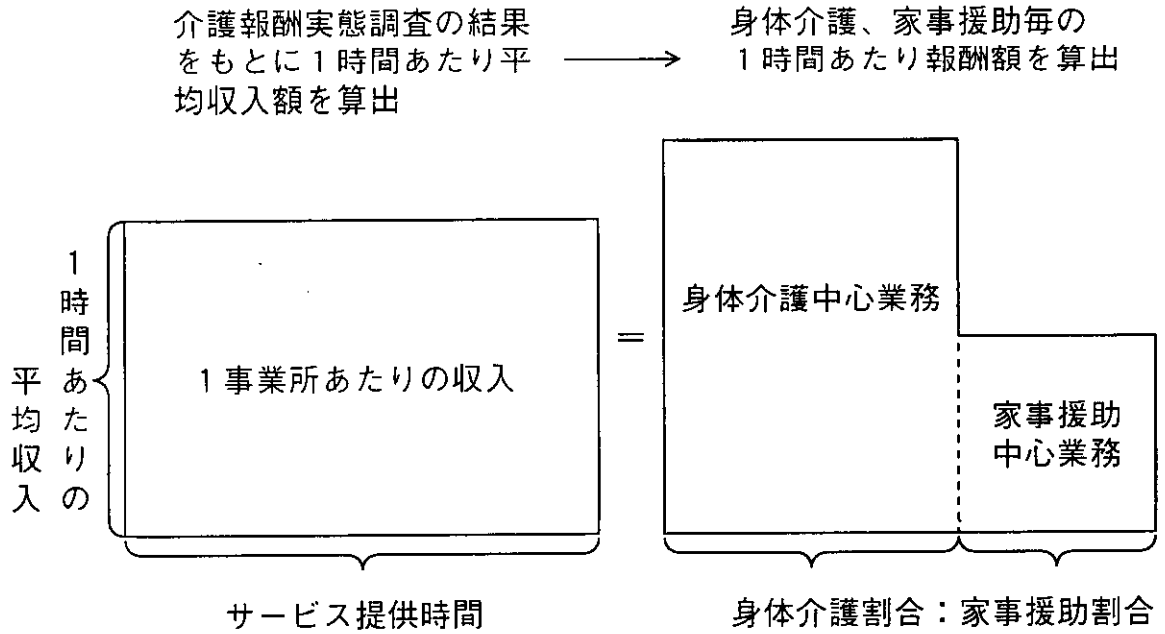 介護報酬実態調査の結果
をもとに1時間あたり平
均収入額を算出
身体介護、家事援助毎の
1時間あたり報酬額を算出
1時間あたりの
平均収入
1事業所あたりの収入
＝
身体介護中心業務
家事援助
中心業務
サービス提供時間
身体介護割合：家事援助割合